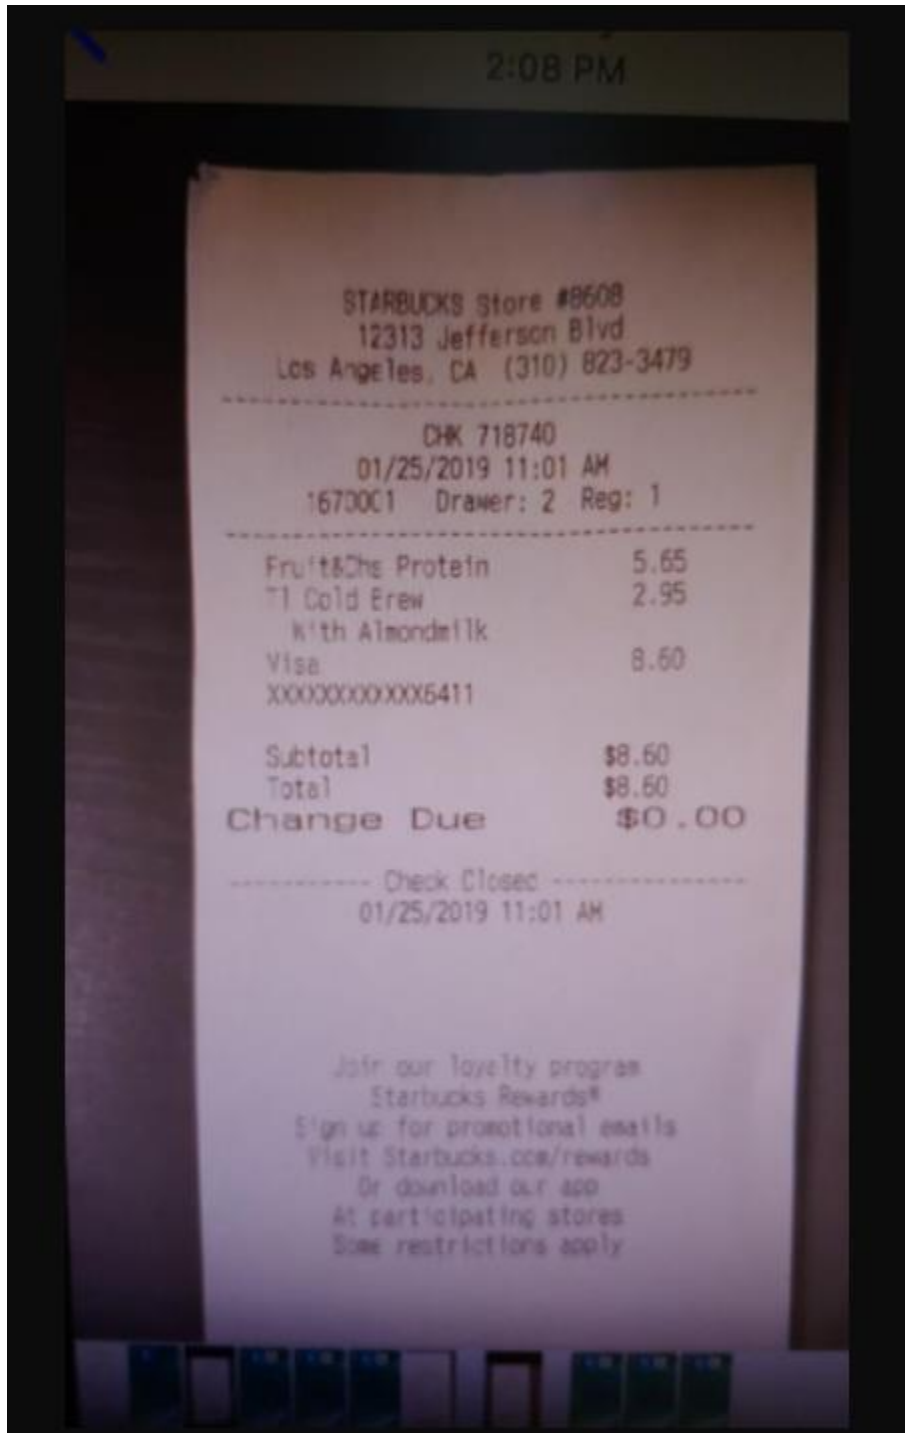 2:08 PM
STARBUCKS Store #8608
12313 Jefferson Blvd
Los Angeles, CA (310) 823-3479
CHK 718740
01/25/2019 11:01 AM
1670001 Drawer: 2 Reg: 1
Fruit&Chs Protein 5.65
Tl Cold Brew 2.95
With Almondmilk
Visa 8.60
XXXXXXXXXXXX6411
Subtotal $8.60
Total $8.60
Change Due $0.00
------------ Check Closed ---------------
01/25/2019 11:01 AM
Join our loyalty program
Starbucks Rewards®
Sign up for promotional emails
Visit Starbucks.com/rewards
Or download our app
At participating stores
Some restrictions apply